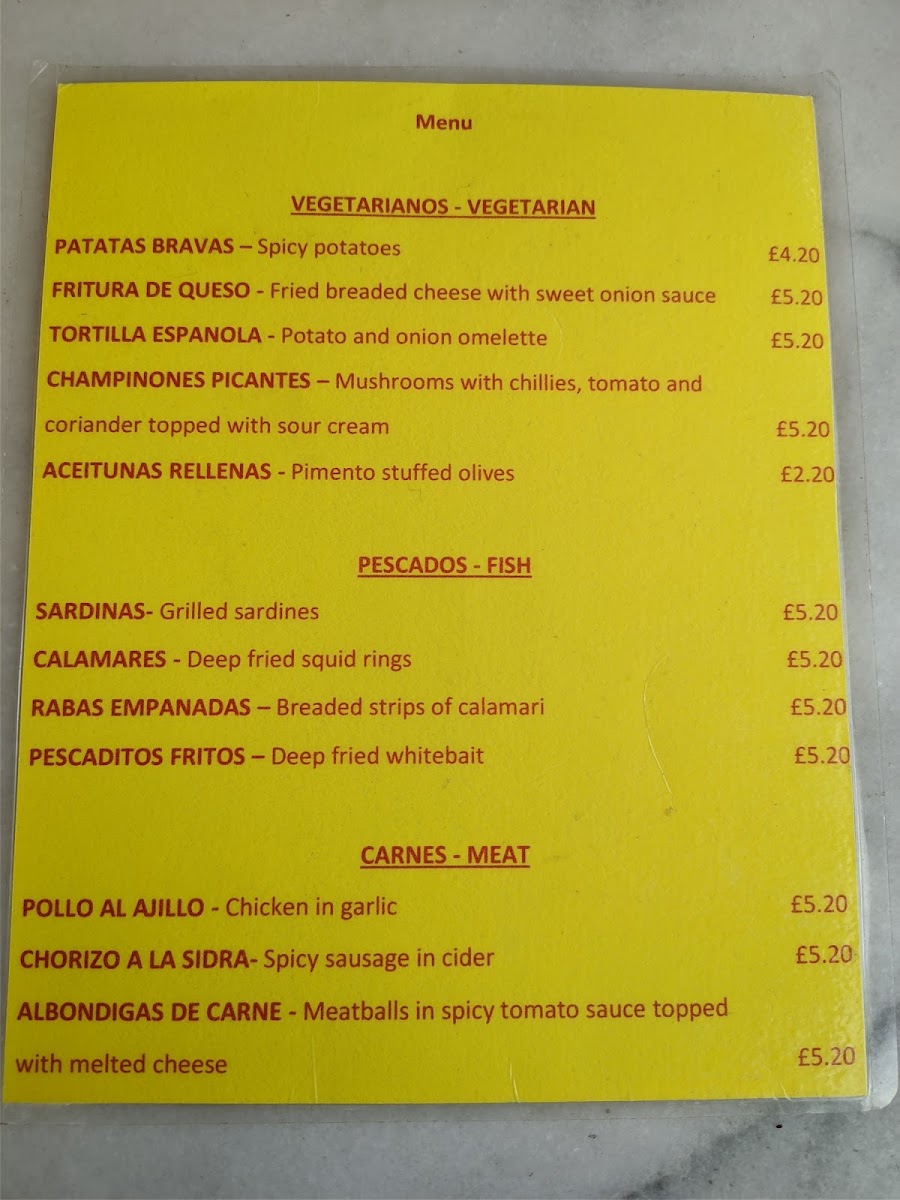 Menu
VEGETARIANOS - VEGETARIAN
PATATAS BRAVAS – Spicy potatoes £4.20
FRITURA DE QUESO - Fried breaded cheese with sweet onion sauce £5.20
TORTILLA ESPANOLA - Potato and onion omelette £5.20
CHAMPINONES PICANTES – Mushrooms with chillies, tomato and
coriander topped with sour cream £5.20
ACEITUNAS RELLENAS - Pimento stuffed olives £2.20
PESCADOS - FISH
SARDINAS- Grilled sardines £5.20
CALAMARES - Deep fried squid rings £5.20
RABAS EMPANADAS – Breaded strips of calamari £5.20
PESCADITOS FRITOS – Deep fried whitebait £5.20
CARNES - MEAT
POLLO AL AJILLO - Chicken in garlic £5.20
CHORIZO A LA SIDRA- Spicy sausage in cider £5.20
ALBONDIGAS DE CARNE - Meatballs in spicy tomato sauce topped
with melted cheese £5.20